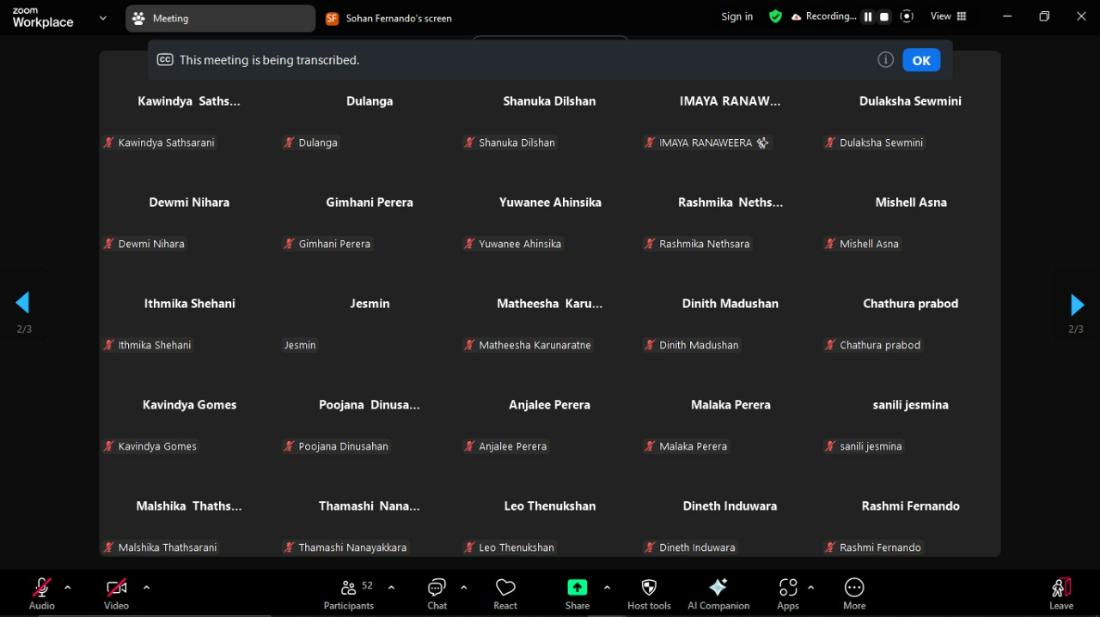 zoom
Workplace
Meeting
SF Sohan Fernando's screen
Sign in
Recording...
View
CC This meeting is being transcribed.
OK
Kawindya Saths... Dulanga Shanuka Dilshan IMAYA RANAW... Dulaksha Sewmini
Kawindya Sathsarani Dulanga Shanuka Dilshan IMAYA RANAWEERA Dulaksha Sewmini
Dewmi Nihara Gimhani Perera Yuwanee Ahinsika Rashmika Neths... Mishell Asna
Dewmi Nihara Gimhani Perera Yuwanee Ahinsika Rashmika Nethsara Mishell Asna
Ithmika Shehani Jesmin Matheesha Karu... Dinith Madushan Chathura prabod
Ithmika Shehani Jesmin Matheesha Karunaratne Dinith Madushan Chathura prabod
2/3 2/3
Kavindya Gomes Poojana Dinusa... Anjalee Perera Malaka Perera sanili jesmina
Kavindya Gomes Poojana Dinusahan Anjalee Perera Malaka Perera sanili jesmina
Malshika Thaths... Thamashi Nana... Leo Thenukshan Dineth Induwara Rashmi Fernando
Malshika Thathsarani Thamashi Nanayakkara Leo Thenukshan Dineth Induwara Rashmi Fernando
52
Audio Video Participants Chat React Share Host tools AI Companion Apps More Leave